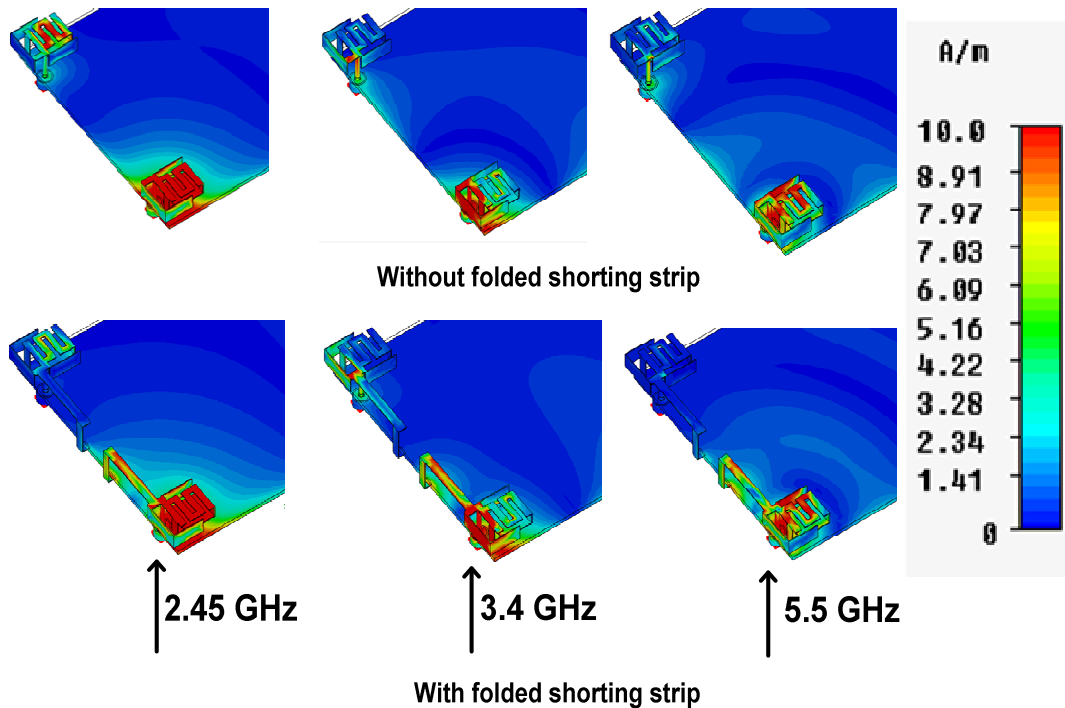 A/m
10.0
8.91
7.97
7.03
6.09
5.16
4.22
3.28
2.34
1.41
0
Without folded shorting strip
2.45 GHz
3.4 GHz
5.5 GHz
With folded shorting strip